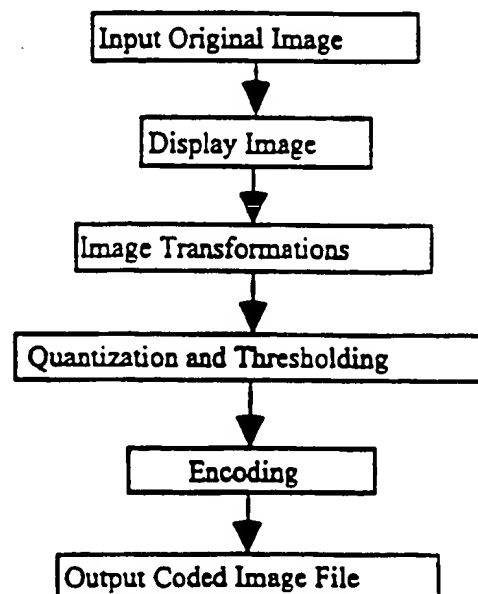 Input Original Image
Display Image
Image Transformations
Quantization and Thresholding
Encoding
Output Coded Image File